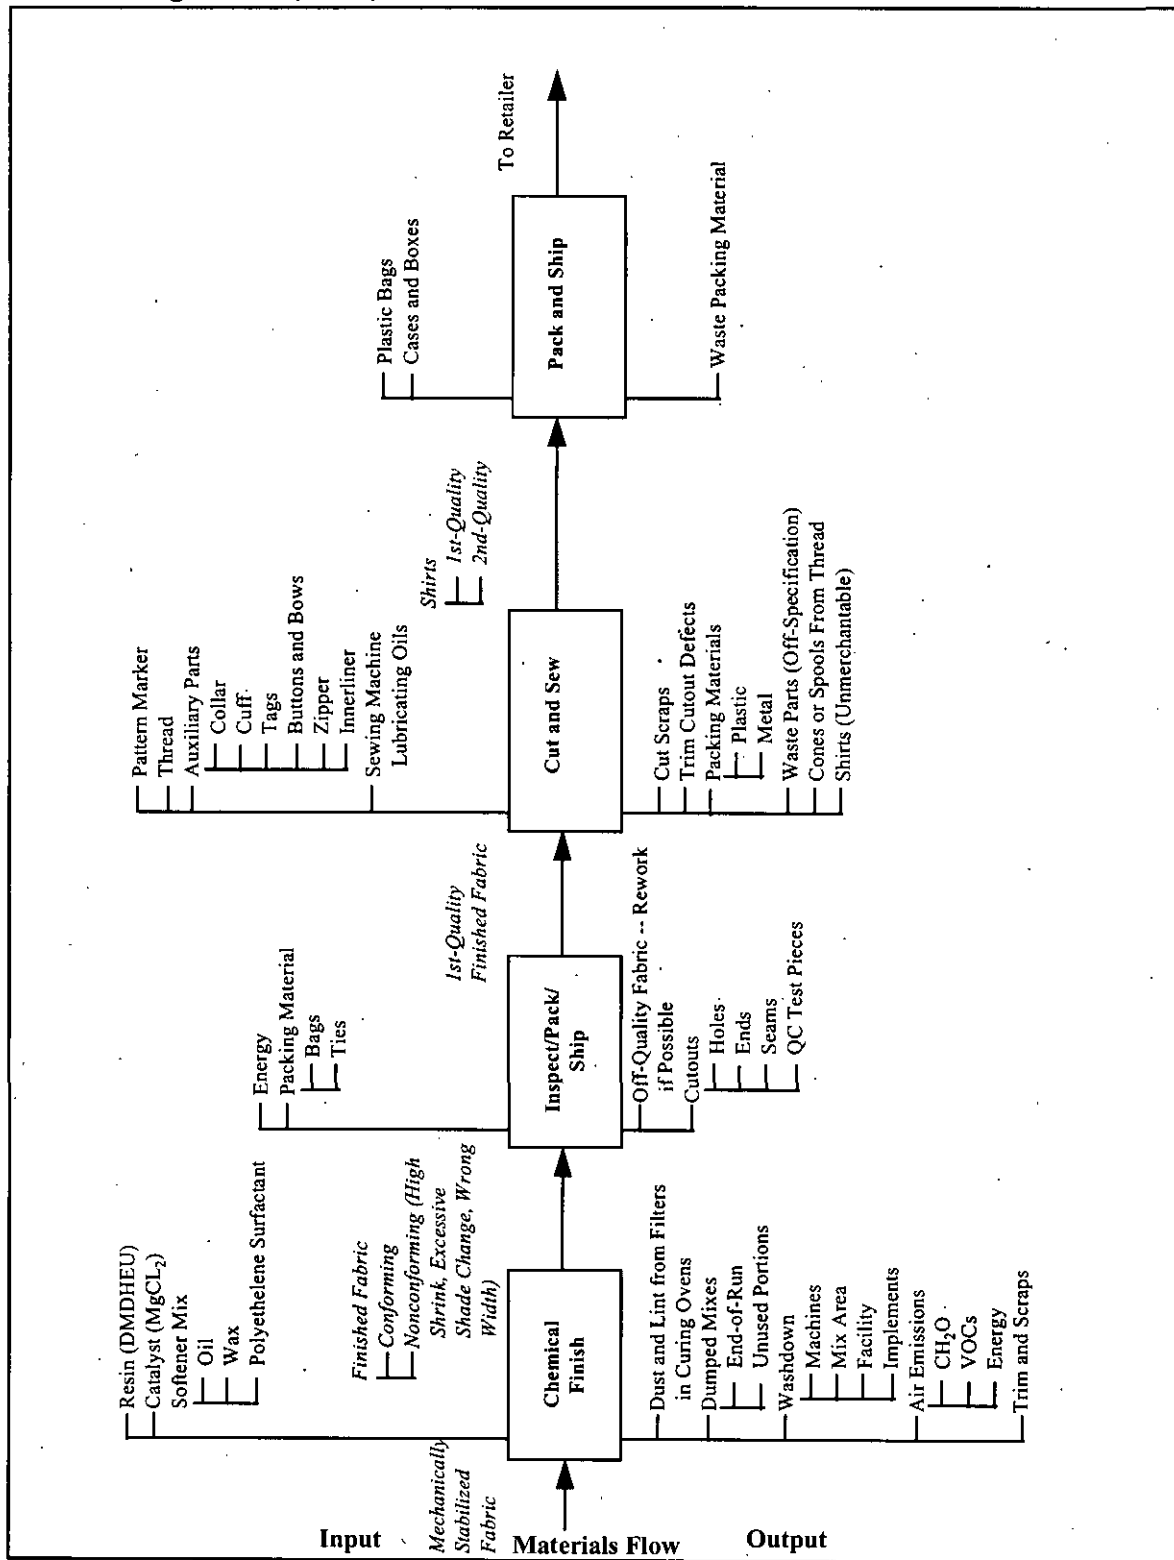 Input
Materials Flow
Output
Mechanically
Stabilized
Fabric
Resin (DMDHEU)
Catalyst (MgCL₂)
Softener Mix
Oil
Wax
Polyethelene Surfactant
Chemical
Finish
Dust and Lint from Filters
in Curing Ovens
Dumped Mixes
End-of-Run
Unused Portions
Washdown
Machines
Mix Area
Facility
Implements
Air Emissions
CH₂O
VOCs
Energy
Trim and Scraps
Finished Fabric
Conforming
Nonconforming (High
Shrink, Excessive
Shade Change, Wrong
Width)
Energy
Packing Material
Bags
Ties
Inspect/Pack/
Ship
Off-Quality Fabric -- Rework
if Possible
Cutouts
Holes
Ends
Seams
QC Test Pieces
1st-Quality
Finished Fabric
Pattern Marker
Thread
Auxiliary Parts
Collar
Cuff
Tags
Buttons and Bows
Zipper
Innerliner
Sewing Machine
Lubricating Oils
Cut and Sew
Cut Scraps
Trim Cutout Defects
Packing Materials
Plastic
Metal
Waste Parts (Off-Specification)
Cones or Spools From Thread
Shirts (Unmerchantable)
Shirts
1st-Quality
2nd-Quality
Plastic Bags
Cases and Boxes
Pack and Ship
Waste Packing Material
To Retailer